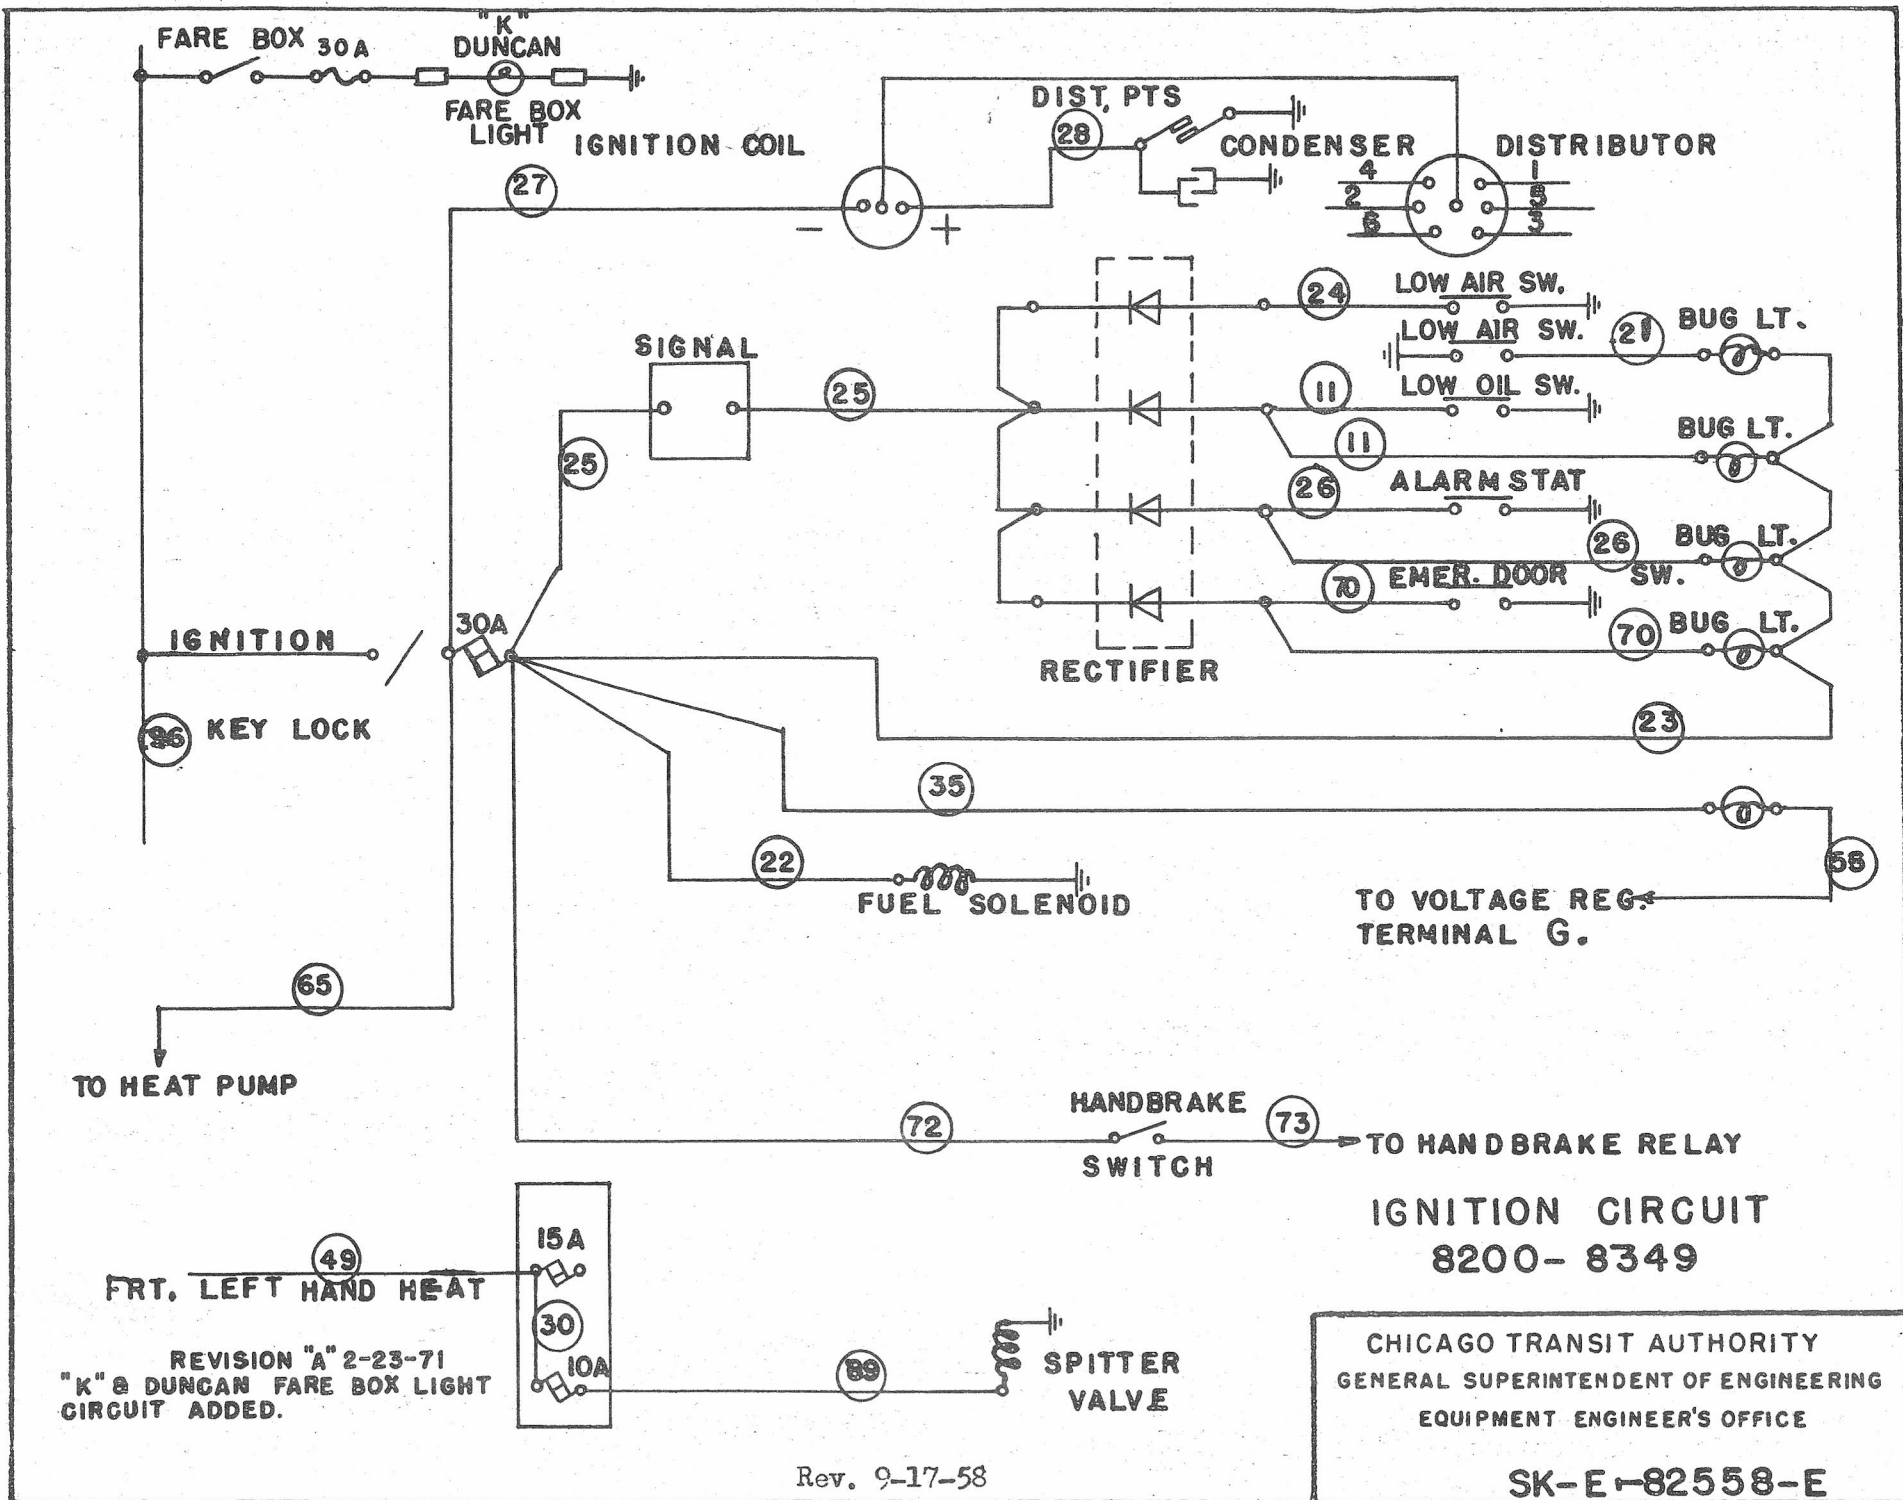 "K"
FARE BOX 30A DUNCAN
FARE BOX
LIGHT
IGNITION COIL
DIST. PTS
28
CONDENSER
DISTRIBUTOR
4
2
6
1
5
3
27
- +
SIGNAL
25
25
24
LOW AIR SW.
LOW AIR SW.
21
BUG LT.
11
LOW OIL SW.
11
BUG LT.
26
ALARMSTAT
26
BUG LT.
70
EMER. DOOR SW.
70
BUG LT.
RECTIFIER
IGNITION
30A
KEY LOCK
23
35
22
FUEL SOLENOID
58
TO VOLTAGE REG.
TERMINAL G.
65
TO HEAT PUMP
72
HANDBRAKE
SWITCH
73
TO HANDBRAKE RELAY
IGNITION CIRCUIT
8200-8349
49
FRT. LEFT HAND HEAT
15A
30
10A
89
SPITTER
VALVE
REVISION "A" 2-23-71
"K" & DUNCAN FARE BOX LIGHT
CIRCUIT ADDED.
Rev. 9-17-58
CHICAGO TRANSIT AUTHORITY
GENERAL SUPERINTENDENT OF ENGINEERING
EQUIPMENT ENGINEER'S OFFICE
SK-E-82558-E